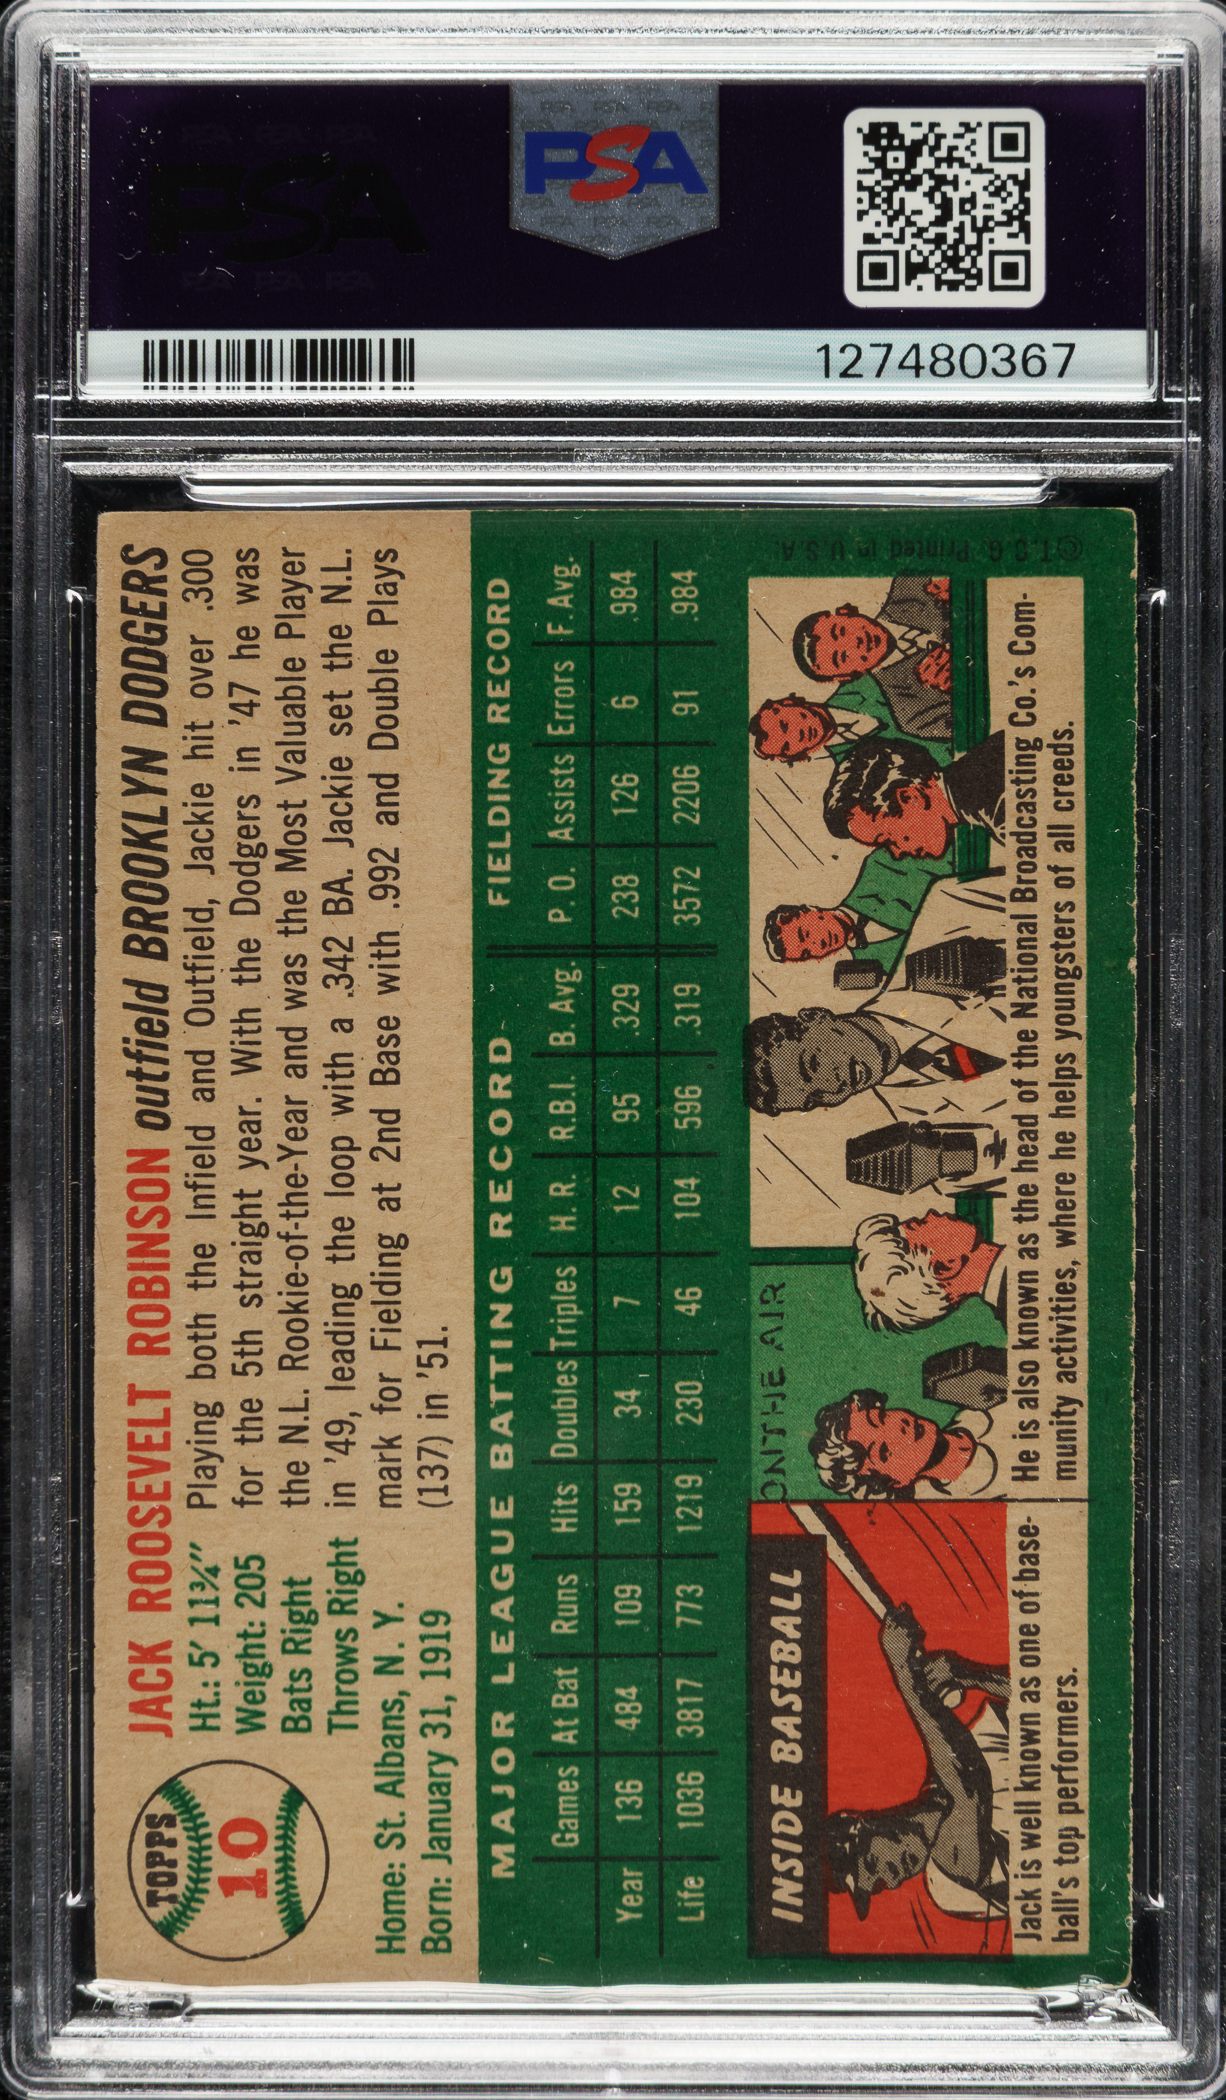 PSA
PSA
127480367
TOPPS
10
JACK ROOSEVELT ROBINSON outfield BROOKLYN DODGERS
Ht.: 5' 11¾"
Weight: 205
Bats Right
Throws Right
Home: St. Albans, N. Y.
Born: January 31, 1919
Playing both the Infield and Outfield, Jackie hit over .300
for the 5th straight year. With the Dodgers in '47 he was
the N.L. Rookie-of-the-Year and was the Most Valuable Player
in '49, leading the loop with a .342 BA. Jackie set the N.L.
mark for Fielding at 2nd Base with .992 and Double Plays
(137) in '51.
MAJOR LEAGUE BATTING RECORD- FIELDING RECORD
Games At Bat Runs Hits Doubles Triples H. R. R.B.I. B. Avg. P. O. Assists Errors F. Avg.
Year 136 484 109 159 34 7 12 95 .329 238 126 6 .984
Life 1036 3817 773 1219 230 46 104 596 .319 3572 2206 91 .984
INSIDE BASEBALL
Jack is well known as one of base-
ball's top performers.
ON THE AIR
He is also known as the head of the National Broadcasting Co.'s Com-
munity activities, where he helps youngsters of all creeds.
©T.C.G. Printed in U.S.A.